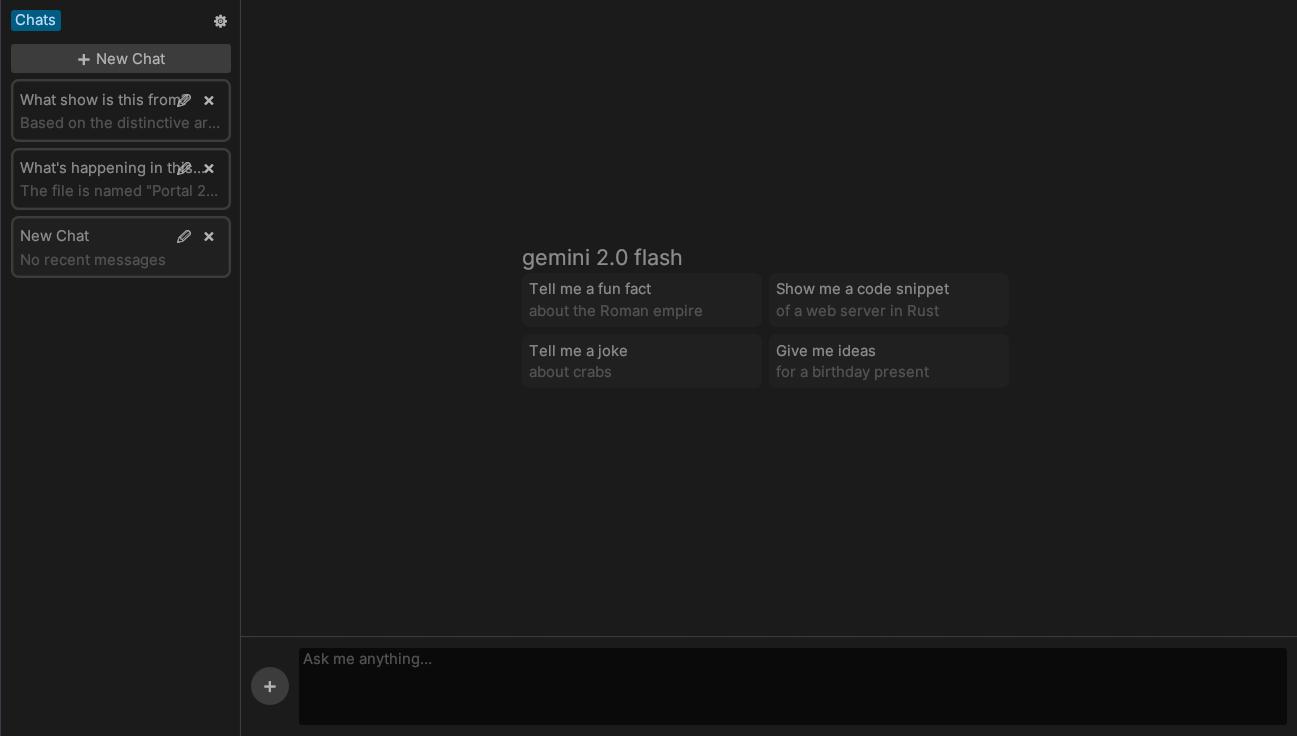 Chats
New Chat
What show is this from
Based on the distinctive ar...
What's happening in this...
The file is named "Portal 2...
New Chat
No recent messages
gemini 2.0 flash
Tell me a fun fact
about the Roman empire
Show me a code snippet
of a web server in Rust
Tell me a joke
about crabs
Give me ideas
for a birthday present
Ask me anything...